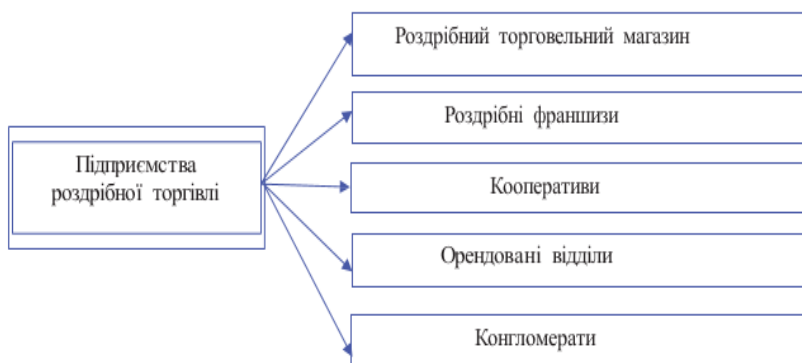 Роздрібний торговельний магазин
Роздрібні франшизи
Підприємства
роздрібної торгівлі
Кооперативи
Орендовані відділи
Конгломерати